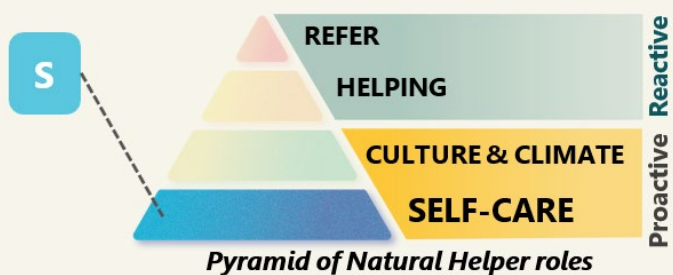 S
REFER
HELPING
Reactive
CULTURE & CLIMATE
SELF-CARE
Proactive
Pyramid of Natural Helper roles